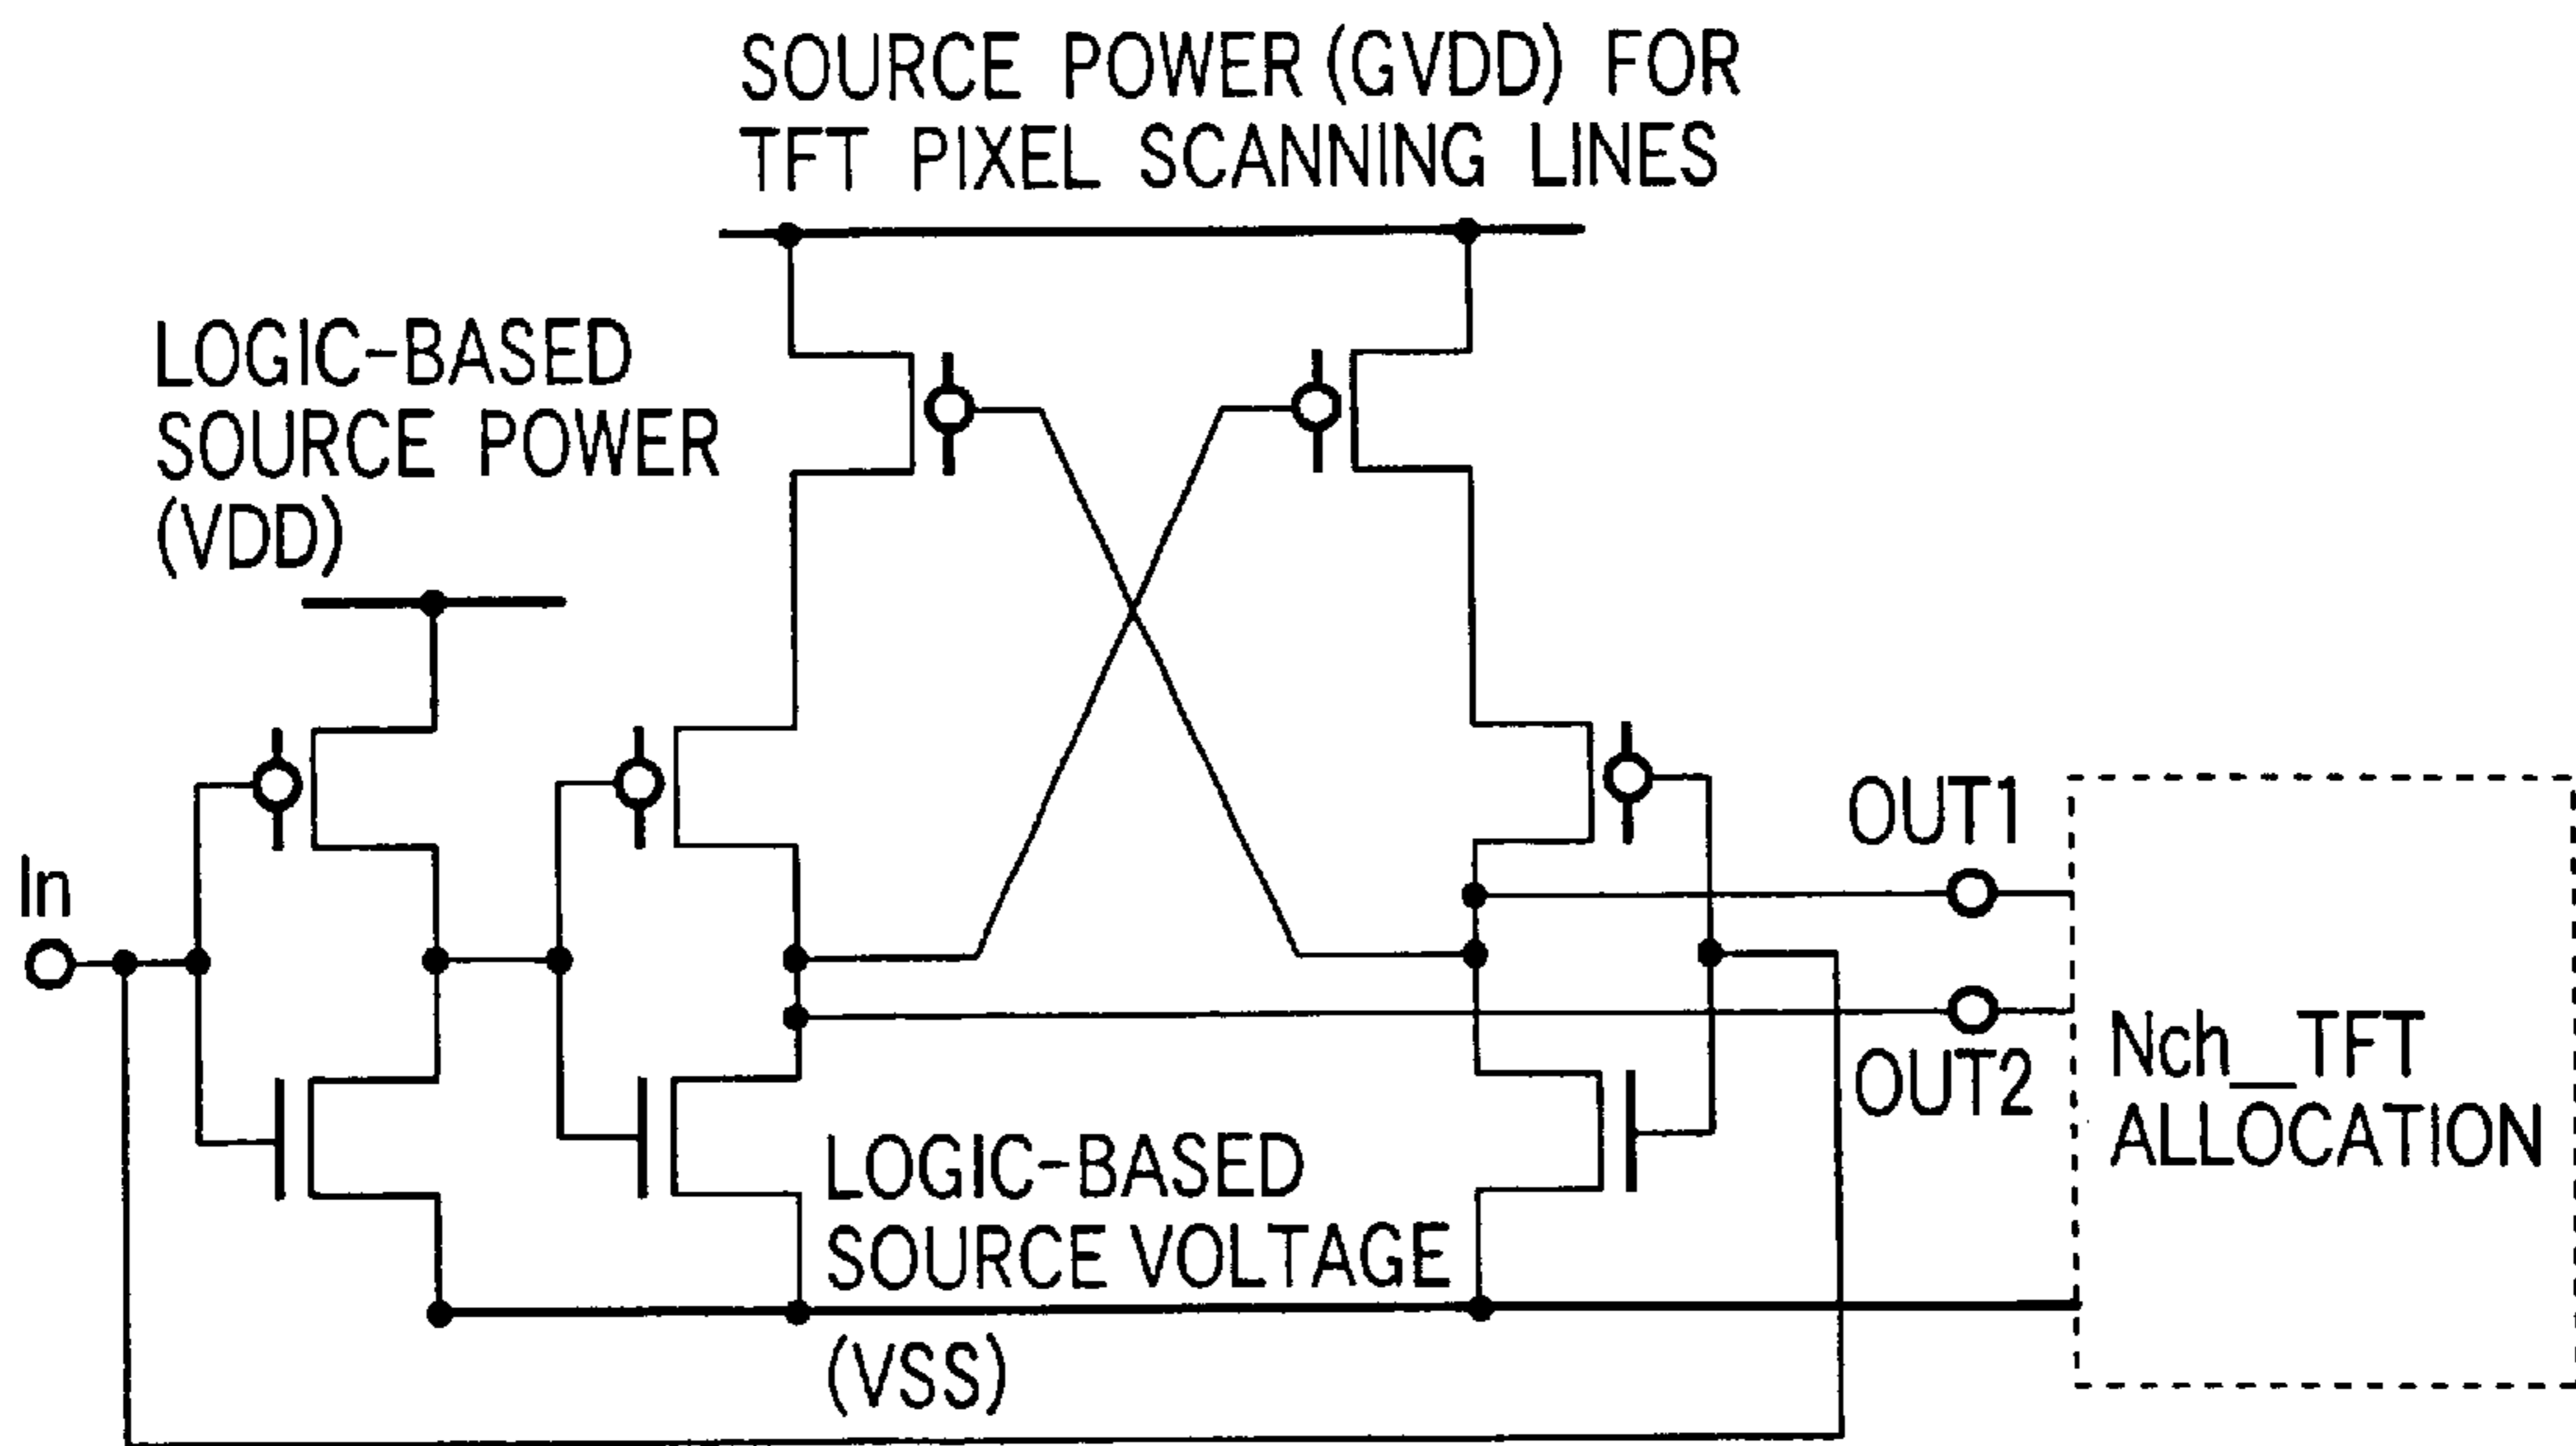 SOURCE POWER (GVDD) FOR
TFT PIXEL SCANNING LINES
LOGIC-BASED
SOURCE POWER
(VDD)
In
OUT1
OUT2
Nch_TFT
ALLOCATION
LOGIC-BASED
SOURCE VOLTAGE
(VSS)